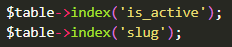 $table->index('is_active');
$table->index('slug');